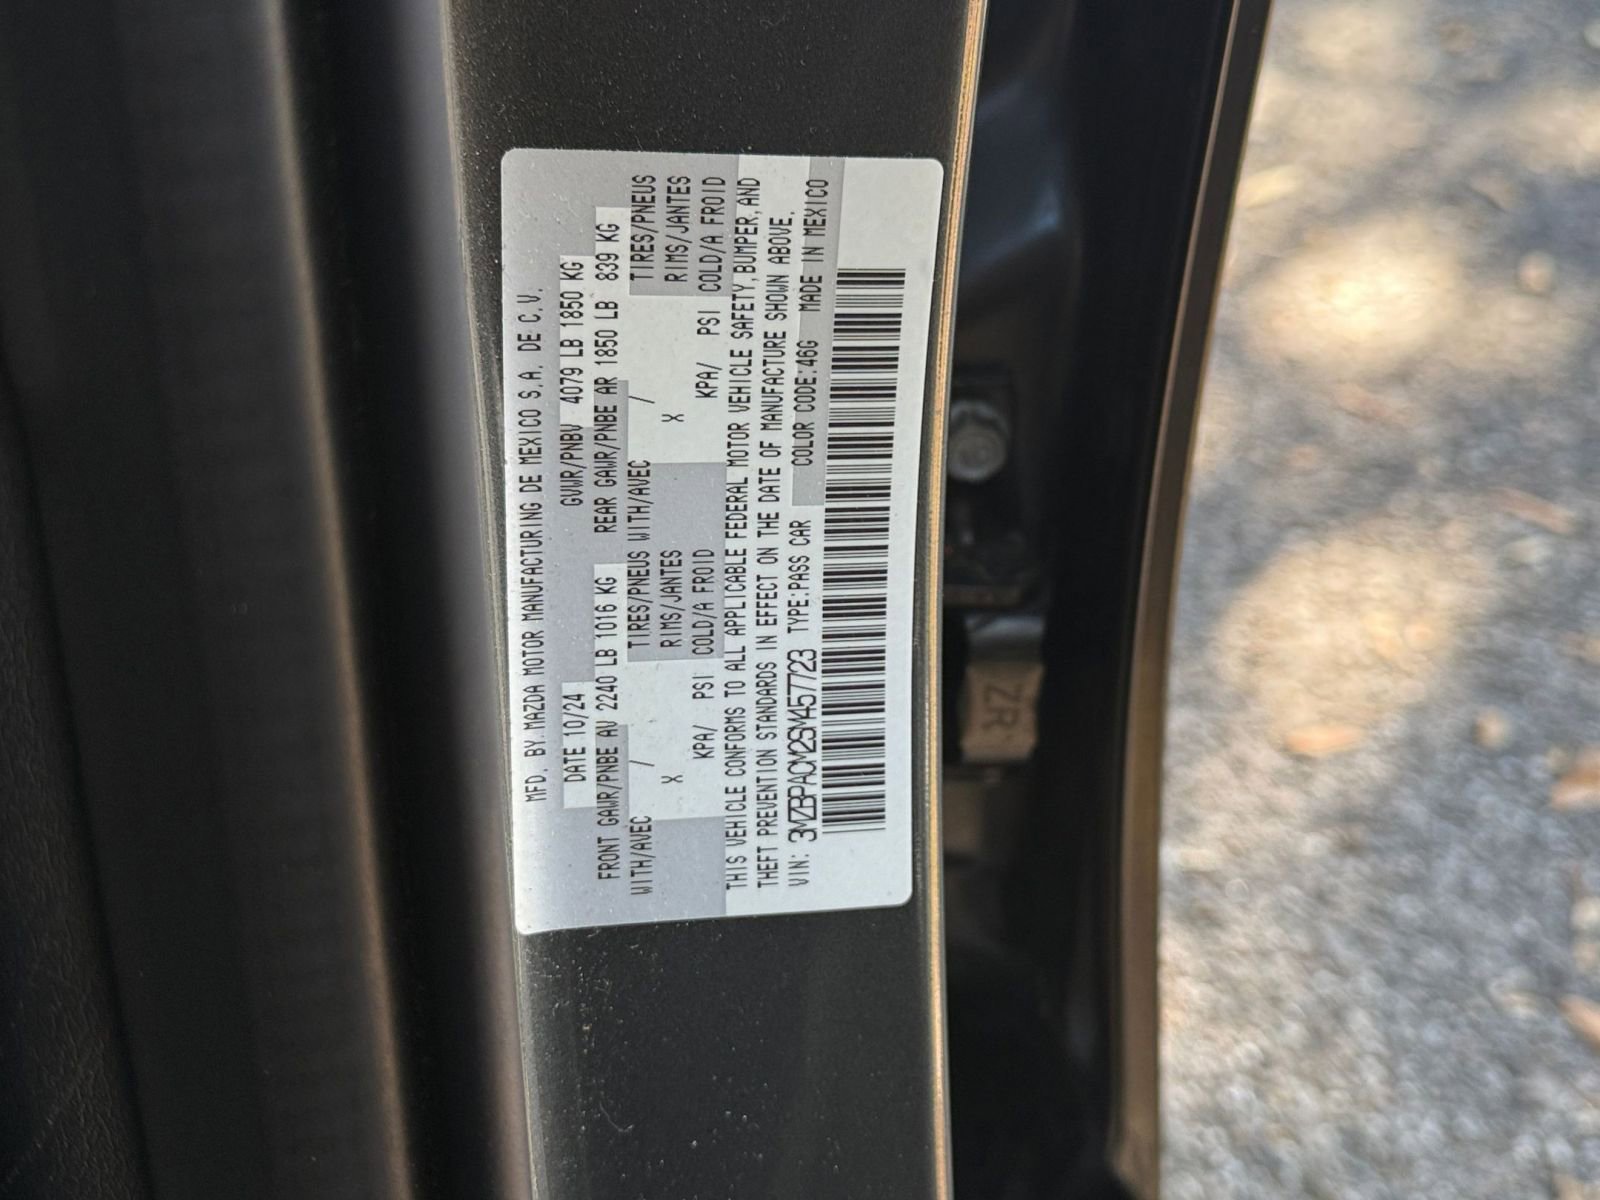 MFD. BY MAZDA MOTOR MANUFACTURING DE MEXICO S.A. DE C.V.
DATE 10/24 GVWR/PNBV 4079 LB 1850 KG
FRONT GAWR/PNBE AV 2240 LB 1016 KG REAR GAWR/PNBE AR 1850 LB 839 KG
WITH/AVEC / TIRES/PNEUS WITH/AVEC / TIRES/PNEUS
X RIMS/JANTES X RIMS/JANTES
KPA/ PSI COLD/A FROID KPA/ PSI COLD/A FROID
THIS VEHICLE CONFORMS TO ALL APPLICABLE FEDERAL MOTOR VEHICLE SAFETY, BUMPER, AND
THEFT PREVENTION STANDARDS IN EFFECT ON THE DATE OF MANUFACTURE SHOWN ABOVE.
VIN: 3MZBPACM2SM457723 TYPE:PASS CAR COLOR CODE:46G MADE IN MEXICO
ZR